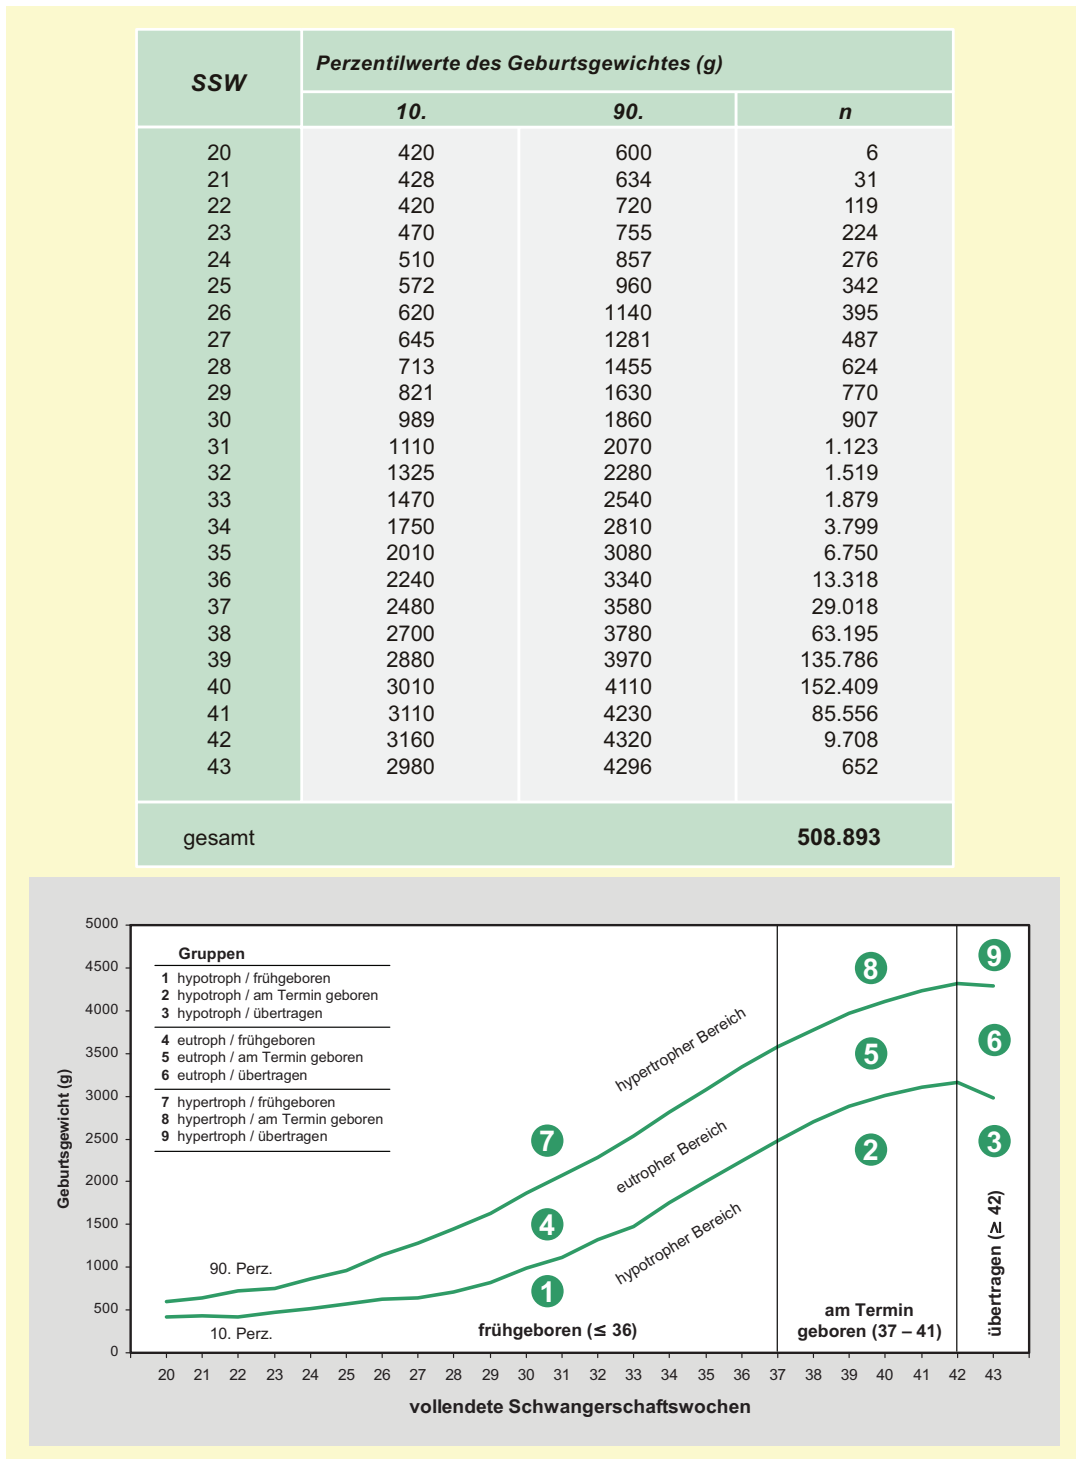 SSW Perzentilwerte des Geburtsgewichtes (g)
10. 90. n
20 420 600 6
21 428 634 31
22 420 720 119
23 470 755 224
24 510 857 276
25 572 960 342
26 620 1140 395
27 645 1281 487
28 713 1455 624
29 821 1630 770
30 989 1860 907
31 1110 2070 1.123
32 1325 2280 1.519
33 1470 2540 1.879
34 1750 2810 3.799
35 2010 3080 6.750
36 2240 3340 13.318
37 2480 3580 29.018
38 2700 3780 63.195
39 2880 3970 135.786
40 3010 4110 152.409
41 3110 4230 85.556
42 3160 4320 9.708
43 2980 4296 652
gesamt 508.893
Geburtsgewicht (g)
5000
4500
4000
3500
3000
2500
2000
1500
1000
500
0
Gruppen
1 hypotroph / frühgeboren
2 hypotroph / am Termin geboren
3 hypotroph / übertragen
4 eutroph / frühgeboren
5 eutroph / am Termin geboren
6 eutroph / übertragen
7 hypertroph / frühgeboren
8 hypertroph / am Termin geboren
9 hypertroph / übertragen
hypertropher Bereich
eutropher Bereich
hypotropher Bereich
7
4
1
8
5
2
9
6
3
90. Perz.
10. Perz.
frühgeboren (≤ 36)
am Termin
geboren (37 – 41)
übertragen (≥ 42)
20 21 22 23 24 25 26 27 28 29 30 31 32 33 34 35 36 37 38 39 40 41 42 43
vollendete Schwangerschaftswochen